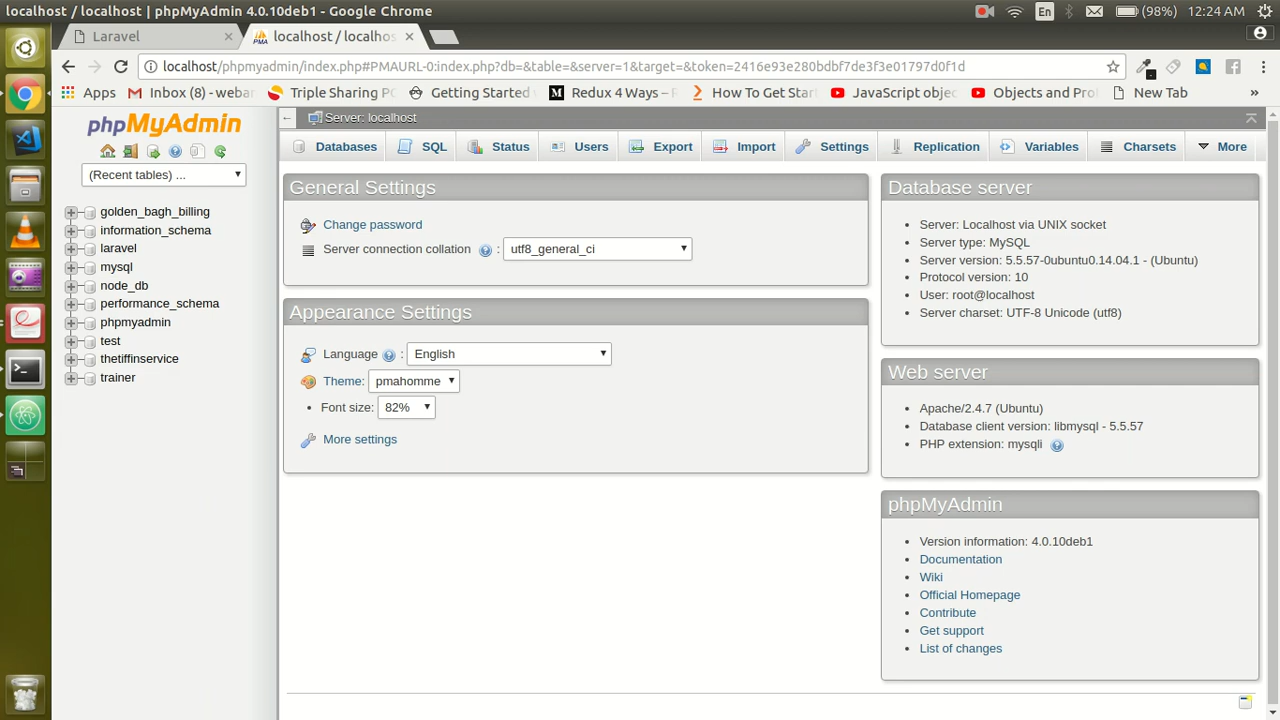 localhost / localhost | phpMyAdmin 4.0.10deb1 - Google Chrome
En
(98%)
12:24 AM
Laravel
PMA
localhost / localhos
localhost/phpmyadmin/index.php#PMAURL-0:index.php?db=&table=&server=1&target=&token=2416e93e280bdbf7de3f3e01797d0f1d
Apps
Inbox (8) - webar
Triple Sharing PC
Getting Started
Redux 4 Ways –
How To Get Start
JavaScript objec
Objects and Pro
New Tab
»
phpMyAdmin
(Recent tables) ...
golden_bagh_billing
information_schema
laravel
mysql
node_db
performance_schema
phpmyadmin
test
thetiffinservice
trainer
Server: localhost
Databases
SQL
Status
Users
Export
Import
Settings
Replication
Variables
Charsets
More
General Settings
Change password
Server connection collation : utf8_general_ci
Appearance Settings
Language : English
Theme: pmahomme
• Font size: 82%
More settings
Database server
• Server: Localhost via UNIX socket
• Server type: MySQL
• Server version: 5.5.57-0ubuntu0.14.04.1 - (Ubuntu)
• Protocol version: 10
• User: root@localhost
• Server charset: UTF-8 Unicode (utf8)
Web server
• Apache/2.4.7 (Ubuntu)
• Database client version: libmysql - 5.5.57
• PHP extension: mysqli
phpMyAdmin
• Version information: 4.0.10deb1
• Documentation
• Wiki
• Official Homepage
• Contribute
• Get support
• List of changes